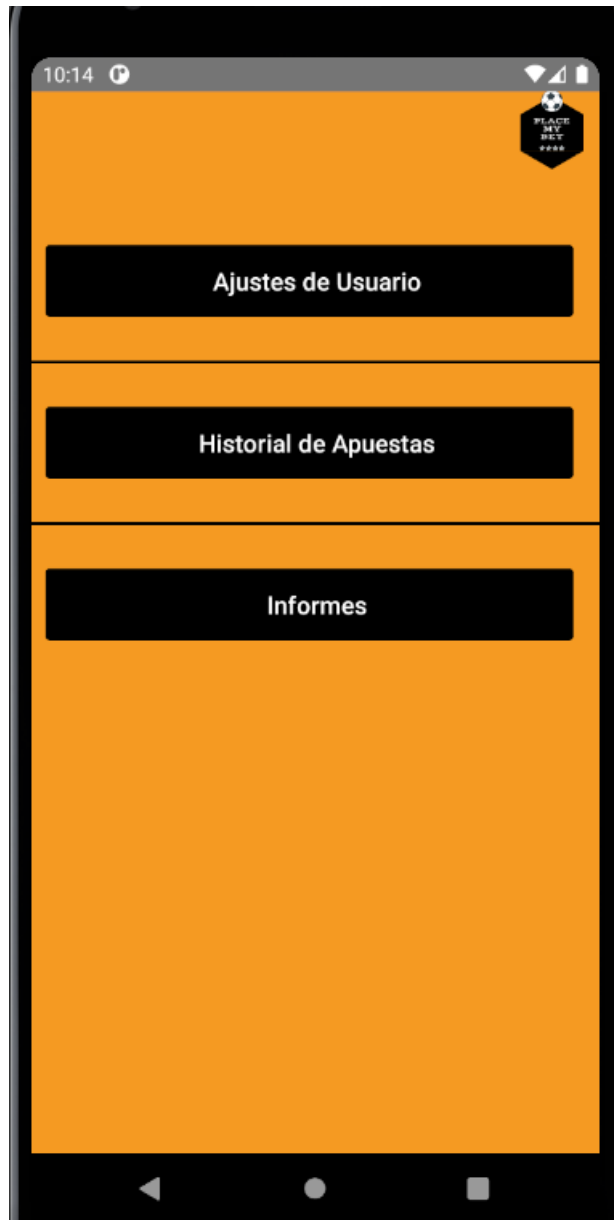 10:14
PLACE
MY
BET
Ajustes de Usuario
Historial de Apuestas
Informes